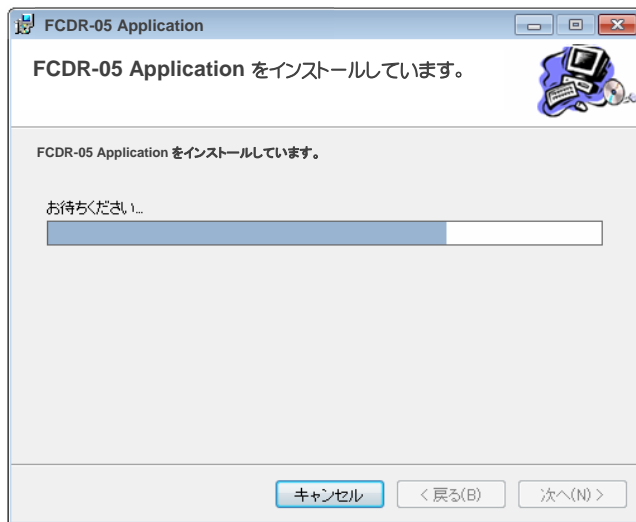 FCDR-05 Application
FCDR-05 Application をインストールしています。
FCDR-05 Application をインストールしています。
お待ちください...
キャンセル
< 戻る(B)
次へ(N) >